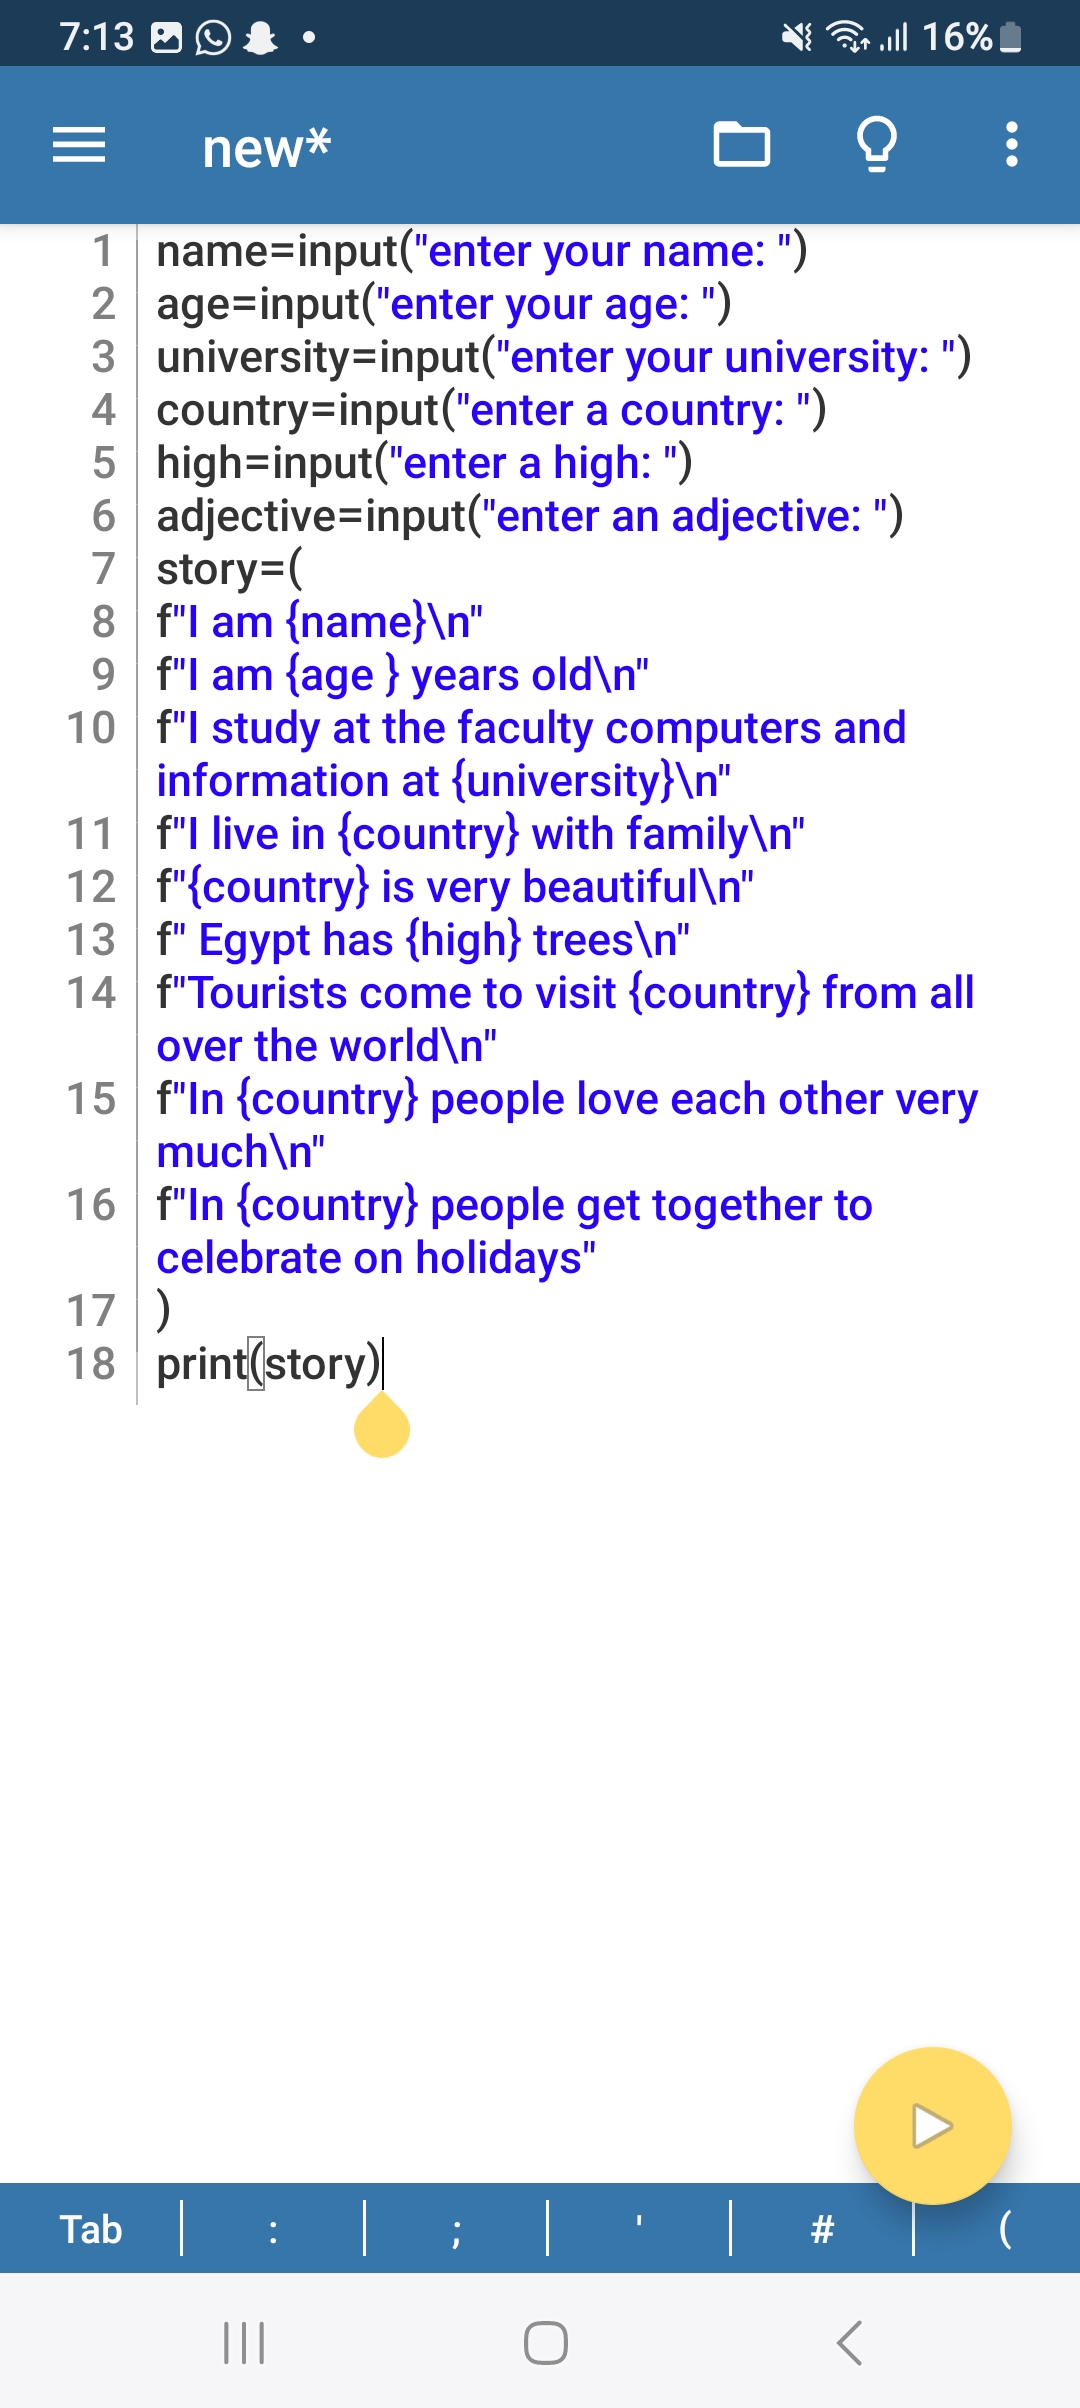 7:13 16%
new*
1 name=input("enter your name: ")
2 age=input("enter your age: ")
3 university=input("enter your university: ")
4 country=input("enter a country: ")
5 high=input("enter a high: ")
6 adjective=input("enter an adjective: ")
7 story=(
8 f"I am {name}\n"
9 f"I am {age } years old\n"
10 f"I study at the faculty computers and
information at {university}\n"
11 f"I live in {country} with family\n"
12 f"{country} is very beautiful\n"
13 f" Egypt has {high} trees\n"
14 f"Tourists come to visit {country} from all
over the world\n"
15 f"In {country} people love each other very
much\n"
16 f"In {country} people get together to
celebrate on holidays"
17 )
18 print(story)
Tab : ; ' # (